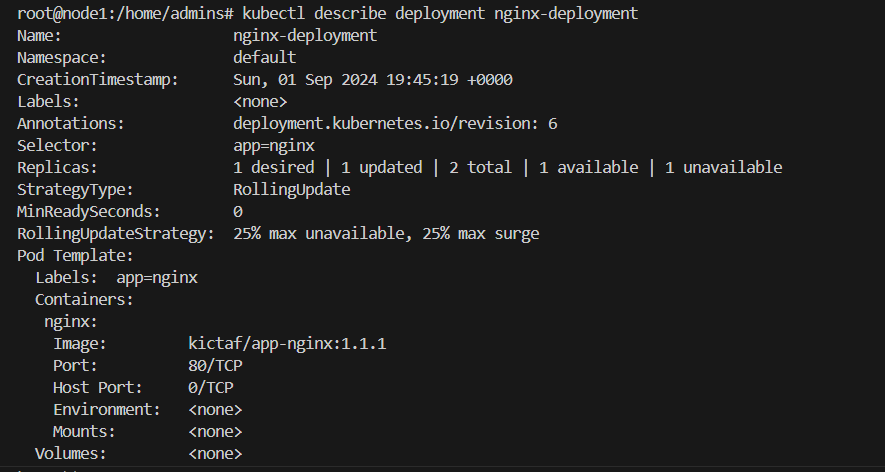 root@node1:/home/admins# kubectl describe deployment nginx-deployment
Name:                   nginx-deployment
Namespace:              default
CreationTimestamp:      Sun, 01 Sep 2024 19:45:19 +0000
Labels:                 <none>
Annotations:            deployment.kubernetes.io/revision: 6
Selector:               app=nginx
Replicas:               1 desired | 1 updated | 2 total | 1 available | 1 unavailable
StrategyType:           RollingUpdate
MinReadySeconds:        0
RollingUpdateStrategy:  25% max unavailable, 25% max surge
Pod Template:
  Labels:  app=nginx
  Containers:
   nginx:
    Image:         kictaf/app-nginx:1.1.1
    Port:          80/TCP
    Host Port:     0/TCP
    Environment:   <none>
    Mounts:        <none>
  Volumes:         <none>